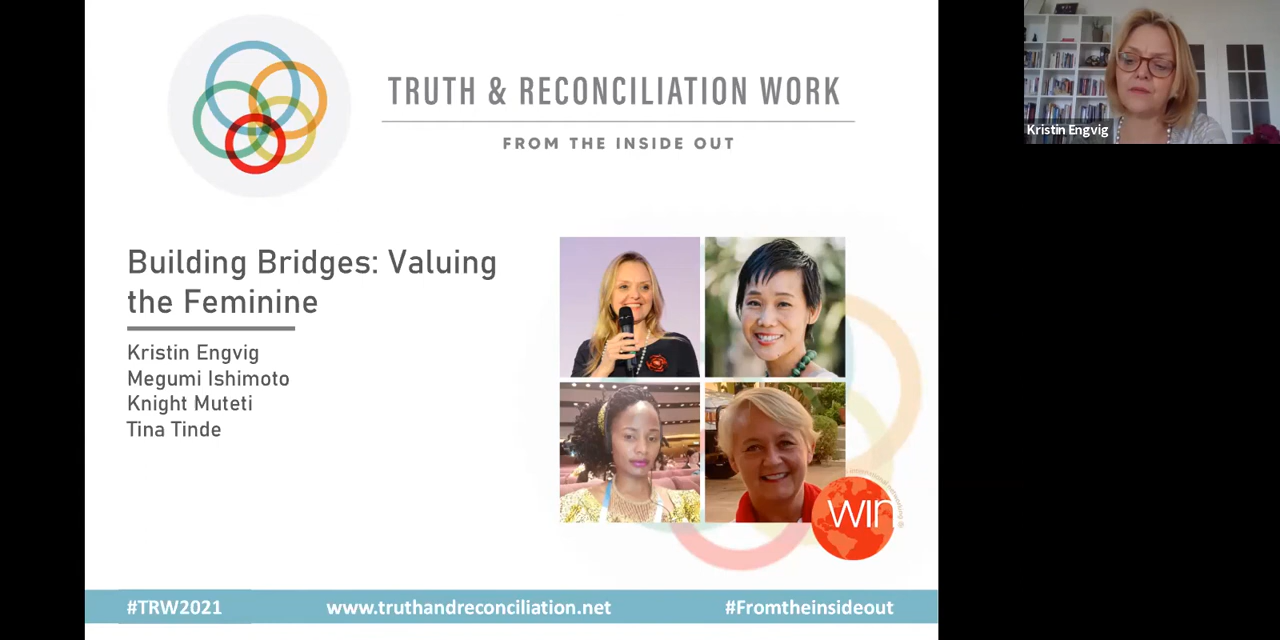 TRUTH & RECONCILIATION WORK
FROM THE INSIDE OUT
Kristin Engvig
Building Bridges: Valuing
the Feminine
Kristin Engvig
Megumi Ishimoto
Knight Muteti
Tina Tinde
win
#TRW2021
www.truthandreconciliation.net
#Fromtheinsideout